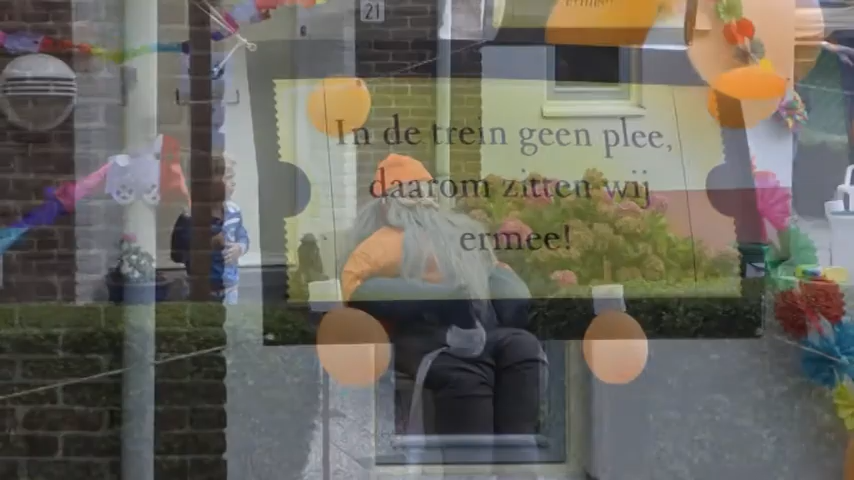 21
In de trein geen plee,
daarom zitten wij
ermee!